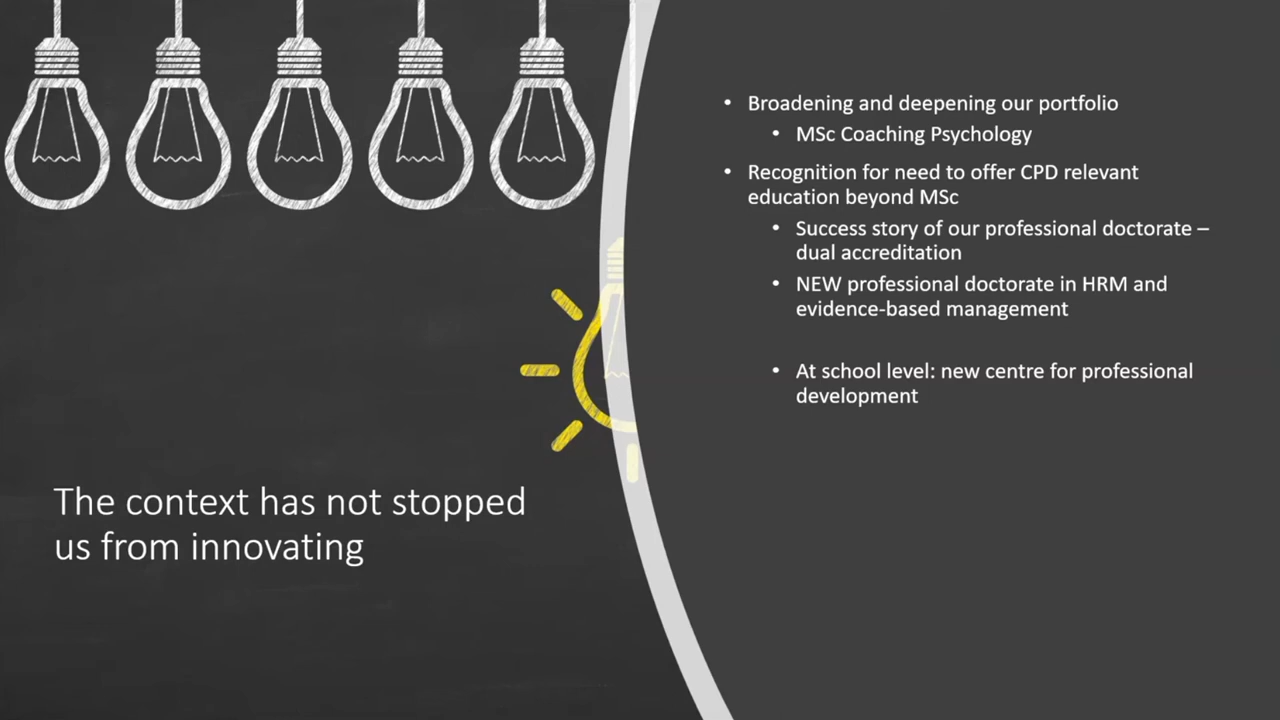 The context has not stopped
us from innovating
• Broadening and deepening our portfolio
• MSc Coaching Psychology
• Recognition for need to offer CPD relevant
education beyond MSc
• Success story of our professional doctorate –
dual accreditation
• NEW professional doctorate in HRM and
evidence-based management
• At school level: new centre for professional
development